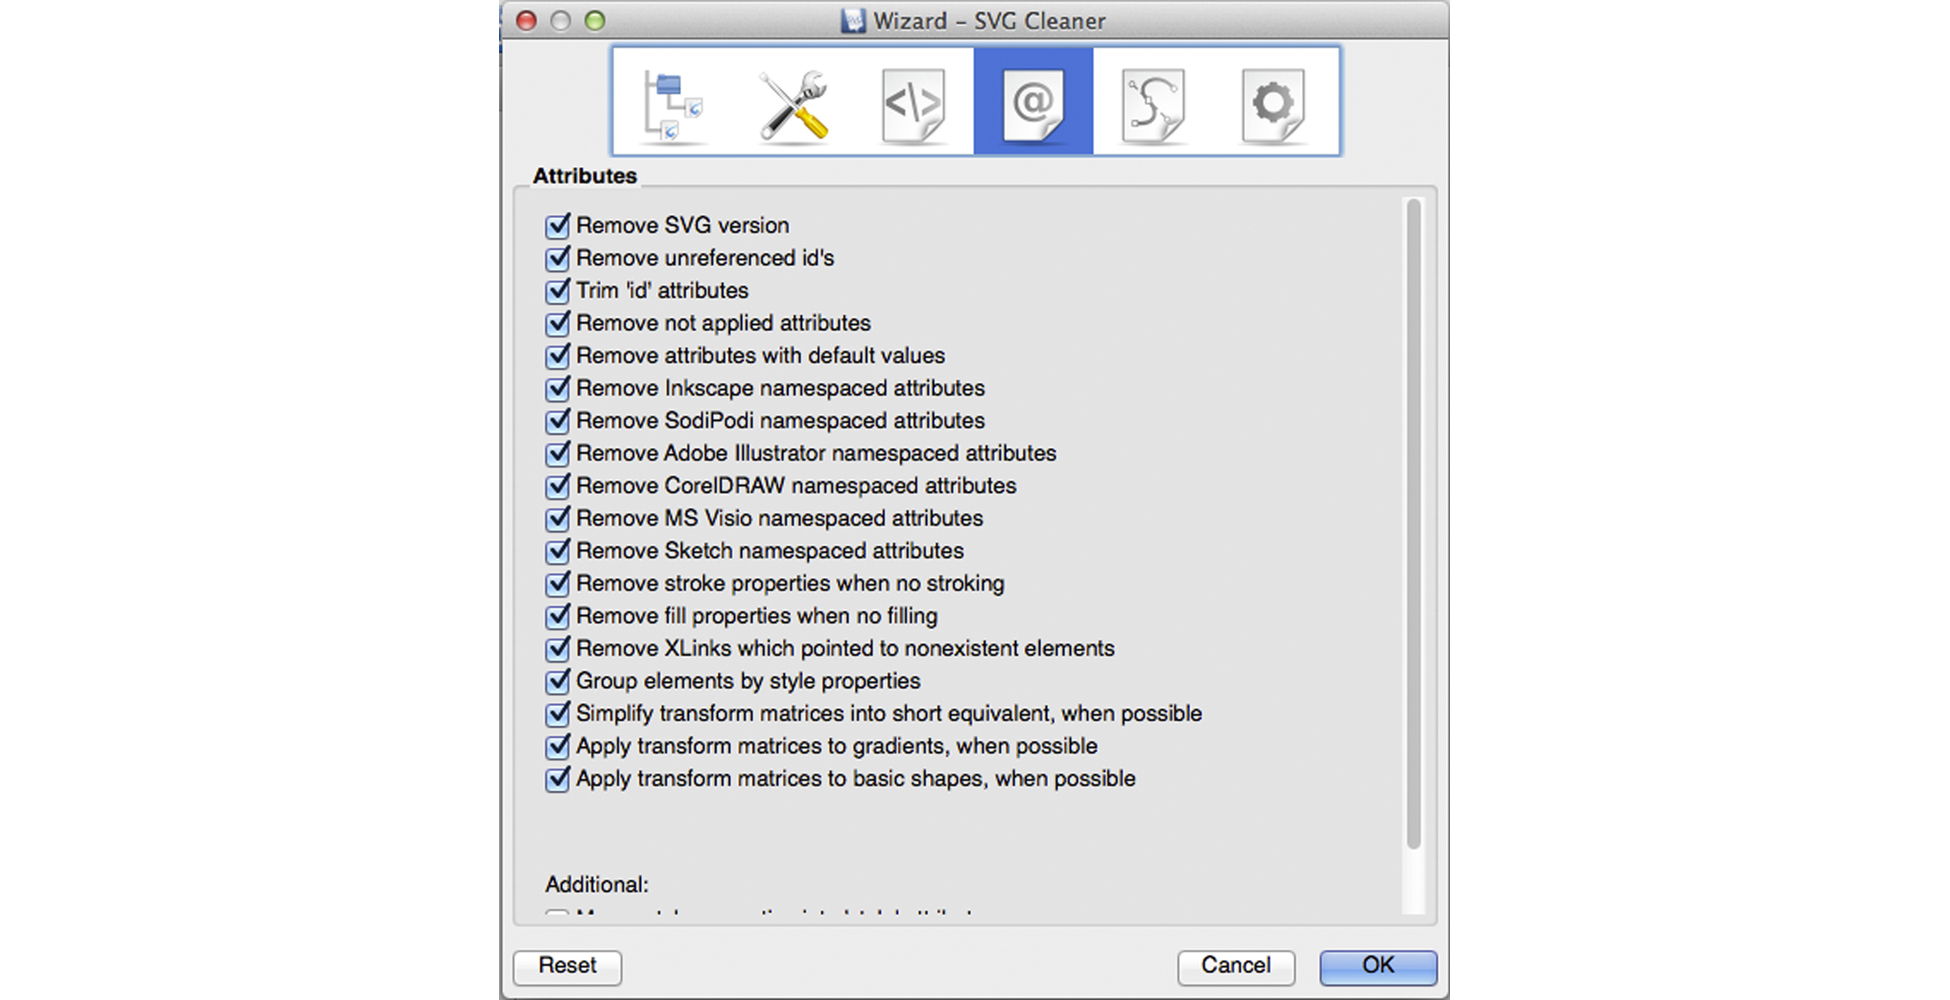 Wizard – SVG Cleaner
Attributes
Remove SVG version
Remove unreferenced id's
Trim 'id' attributes
Remove not applied attributes
Remove attributes with default values
Remove Inkscape namespaced attributes
Remove SodiPodi namespaced attributes
Remove Adobe Illustrator namespaced attributes
Remove CorelDRAW namespaced attributes
Remove MS Visio namespaced attributes
Remove Sketch namespaced attributes
Remove stroke properties when no stroking
Remove fill properties when no filling
Remove XLinks which pointed to nonexistent elements
Group elements by style properties
Simplify transform matrices into short equivalent, when possible
Apply transform matrices to gradients, when possible
Apply transform matrices to basic shapes, when possible
Additional:
Reset
Cancel
OK